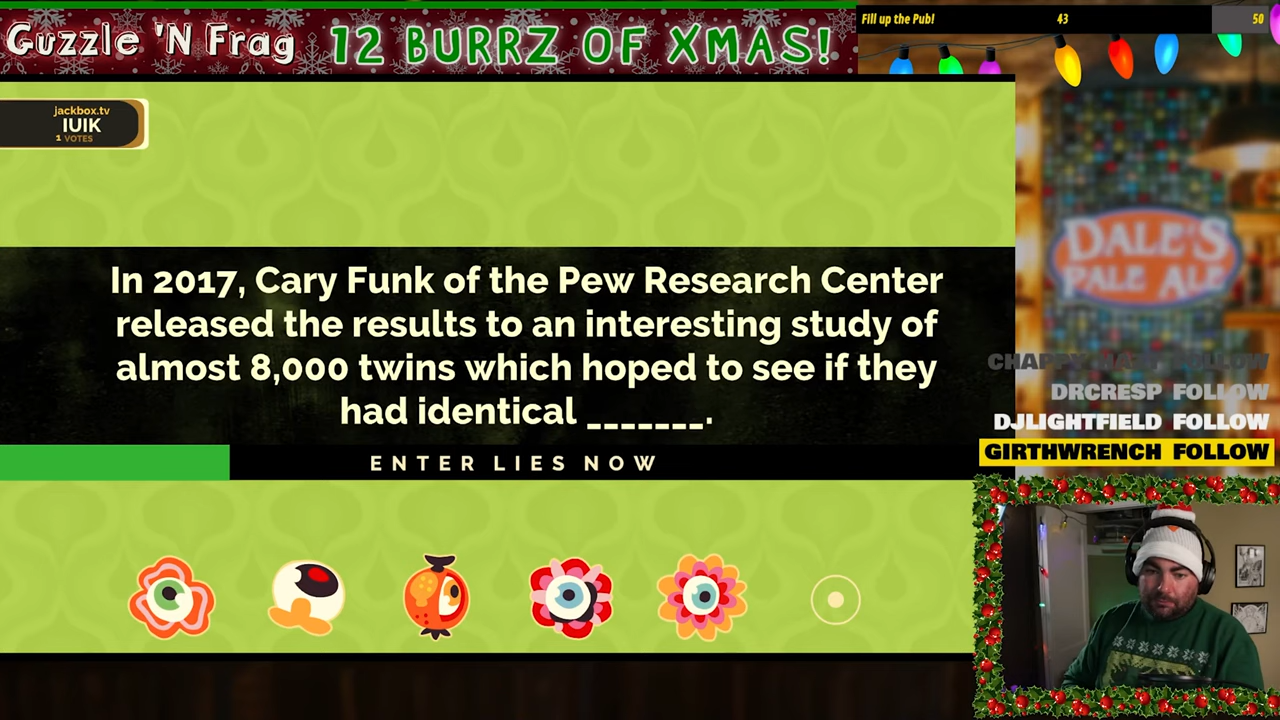 Guzzle 'N Frag
12 BURRZ OF XMAS!
Fill up the Pub!
43
50
jackbox.tv
IUIK
1 VOTES
In 2017, Cary Funk of the Pew Research Center
released the results to an interesting study of
almost 8,000 twins which hoped to see if they
had identical _______.
ENTER LIES NOW
DALE'S
PALE ALE
FOLLOW
DRCRESP FOLLOW
DJLIGHTFIELD FOLLOW
GIRTHWRENCH FOLLOW